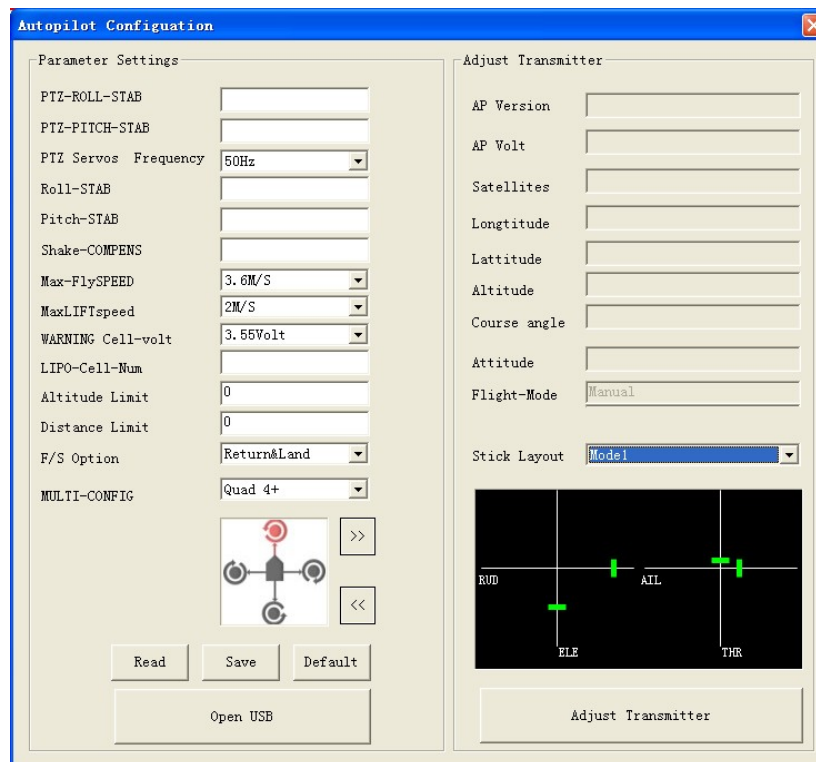 Autopilot Configuation
Parameter Settings
PTZ-ROLL-STAB
PTZ-PITCH-STAB
PTZ Servos Frequency 50Hz
Roll-STAB
Pitch-STAB
Shake-COMPENS
Max-FlySPEED 3.6M/S
MaxLIFTspeed 2M/S
WARNING Cell-volt 3.55Volt
LIPO-Cell-Num
Altitude Limit 0
Distance Limit 0
F/S Option Return&Land
MULTI-CONFIG Quad 4+
>>
<<
Read Save Default
Open USB
Adjust Transmitter
AP Version
AP Volt
Satellites
Longtitude
Lattitude
Altitude
Course angle
Attitude
Flight-Mode Manual
Stick Layout Mode1
RUD AIL
ELE THR
Adjust Transmitter